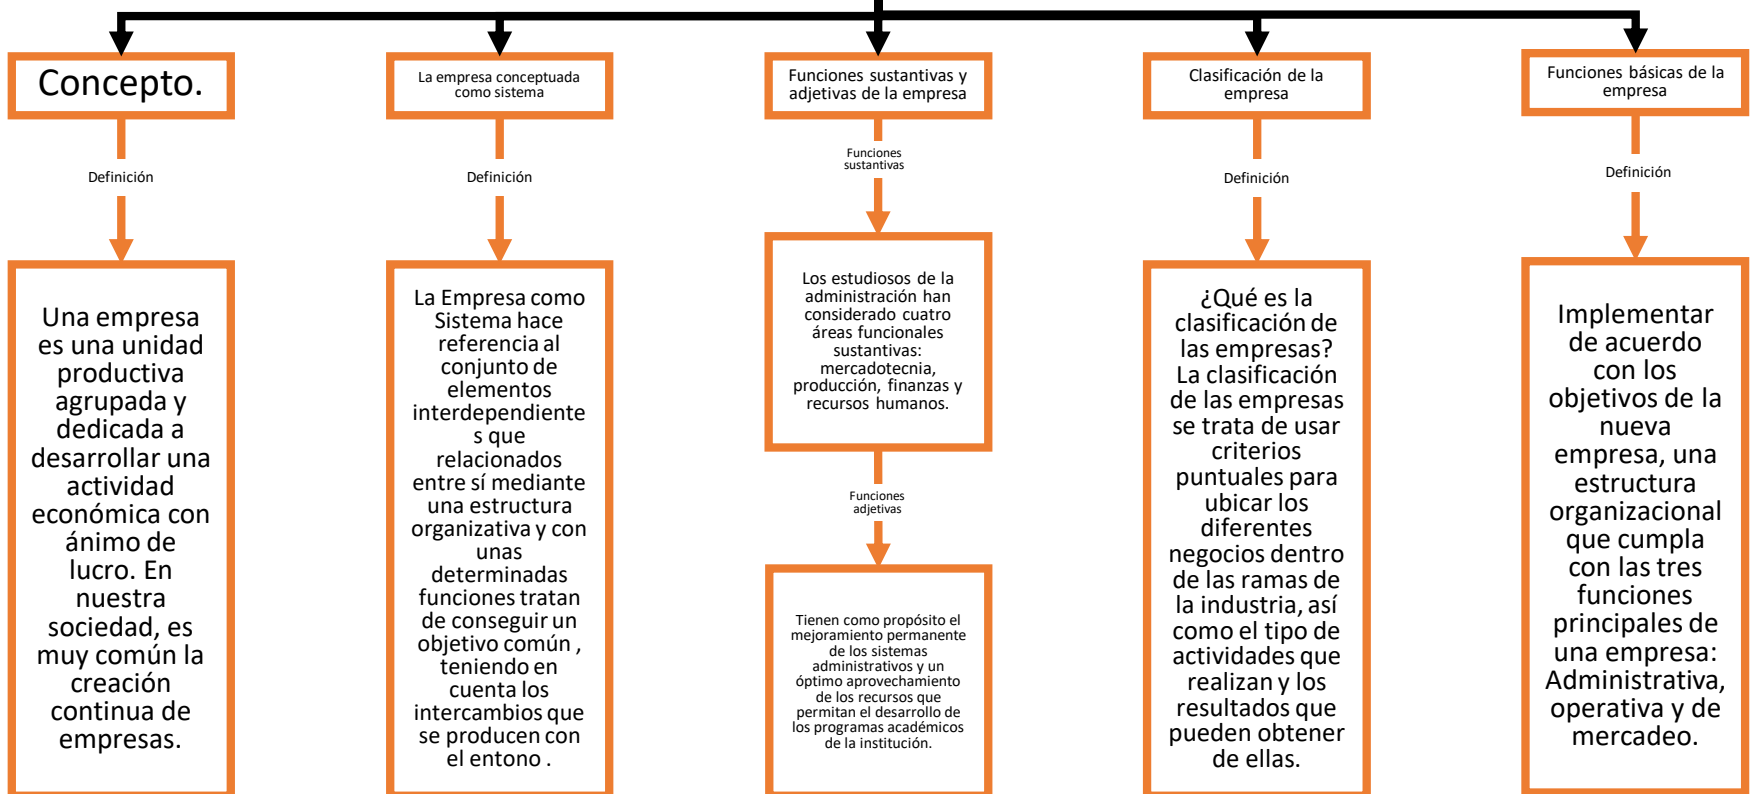 Concepto.
Definición
Una empresa
es una unidad
productiva
agrupada y
dedicada a
desarrollar una
actividad
económica con
ánimo de
lucro. En
nuestra
sociedad, es
muy común la
creación
continua de
empresas.
La empresa conceptuada
como sistema
Definición
La Empresa como
Sistema hace
referencia al
conjunto de
elementos
interdependiente
s que
relacionados
entre sí mediante
una estructura
organizativa y con
unas
determinadas
funciones tratan
de conseguir un
objetivo común ,
teniendo en
cuenta los
intercambios que
se producen con
el entono .
Funciones sustantivas y
adjetivas de la empresa
Funciones
sustantivas
Los estudiosos de la
administración han
considerado cuatro
áreas funcionales
sustantivas:
mercadotecnia,
producción, finanzas y
recursos humanos.
Funciones
adjetivas
Tienen como propósito el
mejoramiento permanente
de los sistemas
administrativos y un
óptimo aprovechamiento
de los recursos que
permitan el desarrollo de
los programas académicos
de la institución.
Clasificación de la
empresa
Definición
¿Qué es la
clasificación de
las empresas?
La clasificación
de las empresas
se trata de usar
criterios
puntuales para
ubicar los
diferentes
negocios dentro
de las ramas de
la industria, así
como el tipo de
actividades que
realizan y los
resultados que
pueden obtener
de ellas.
Funciones básicas de la
empresa
Definición
Implementar
de acuerdo
con los
objetivos de la
nueva
empresa, una
estructura
organizacional
que cumpla
con las tres
funciones
principales de
una empresa:
Administrativa,
operativa y de
mercadeo.